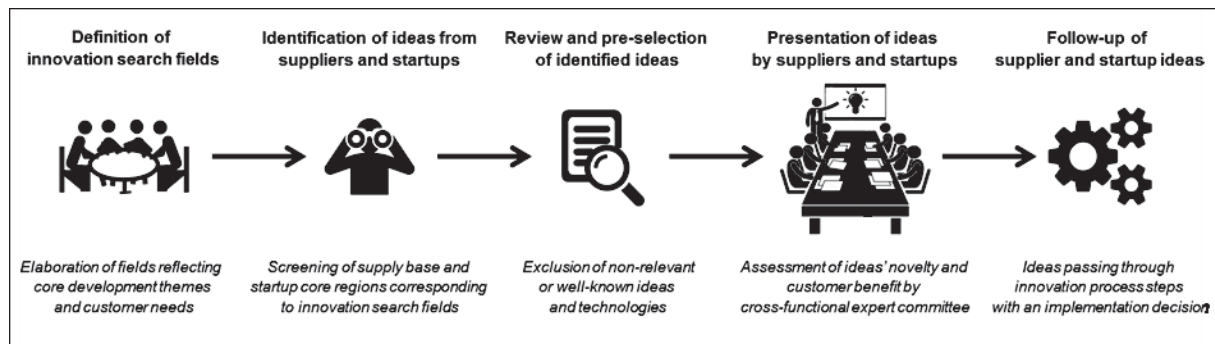 Definition of
innovation search fields
Identification of ideas from
suppliers and startups
Review and pre-selection
of identified ideas
Presentation of ideas
by suppliers and startups
Follow-up of
supplier and startup ideas
Elaboration of fields reflecting
core development themes
and customer needs
Screening of supply base and
startup core regions corresponding
to innovation search fields
Exclusion of non-relevant
or well-known ideas
and technologies
Assessment of ideas' novelty and
customer benefit by
cross-functional expert committee
Ideas passing through
innovation process steps
with an implementation decision